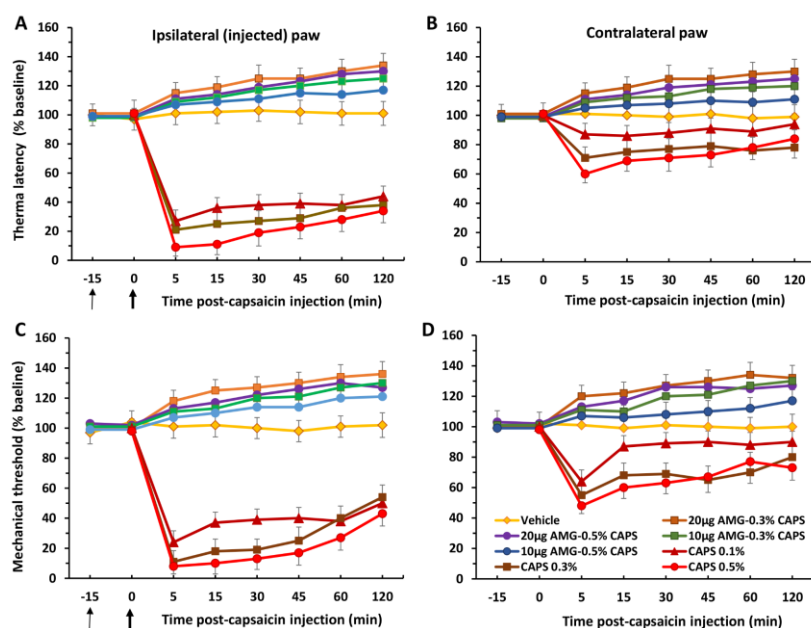 A
Ipsilateral (injected) paw
Therma latency (% baseline)
160
140
120
100
80
60
40
20
0
-15 0 5 15 30 45 60 120
Time post-capsaicin injection (min)
B
Contralateral paw
160
140
120
100
80
60
40
20
0
-15 0 5 15 30 45 60 120
Time post-capsaicin injection (min)
C
Mechanical threshold (% baeline)
160
140
120
100
80
60
40
20
0
-15 0 5 15 30 45 60 120
Time post-capsaicin injection (min)
D
160
140
120
100
80
60
40
20
0
Vehicle 20μg AMG-0.3% CAPS
20μg AMG-0.5% CAPS 10μg AMG-0.3% CAPS
10μg AMG-0.5% CAPS CAPS 0.1%
CAPS 0.3% CAPS 0.5%
-15 0 5 15 30 45 60 120
Time post-capsaicin injection (min)